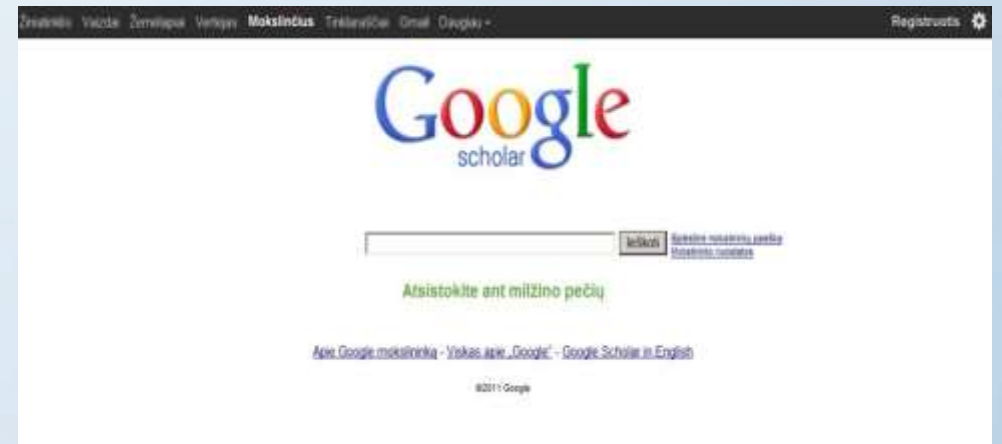 Žiniatinklis Vaizdai Žemėlapiai Vertėjas Mokslinčius Tinklaraščiai Gmail Daugiau
Registruotis
Google
scholar
Ieškoti
Atsistokite ant milžino pečių
Apie Google mokslininką - Viskas apie „Google“ - Google Scholar in English
©2011 Google